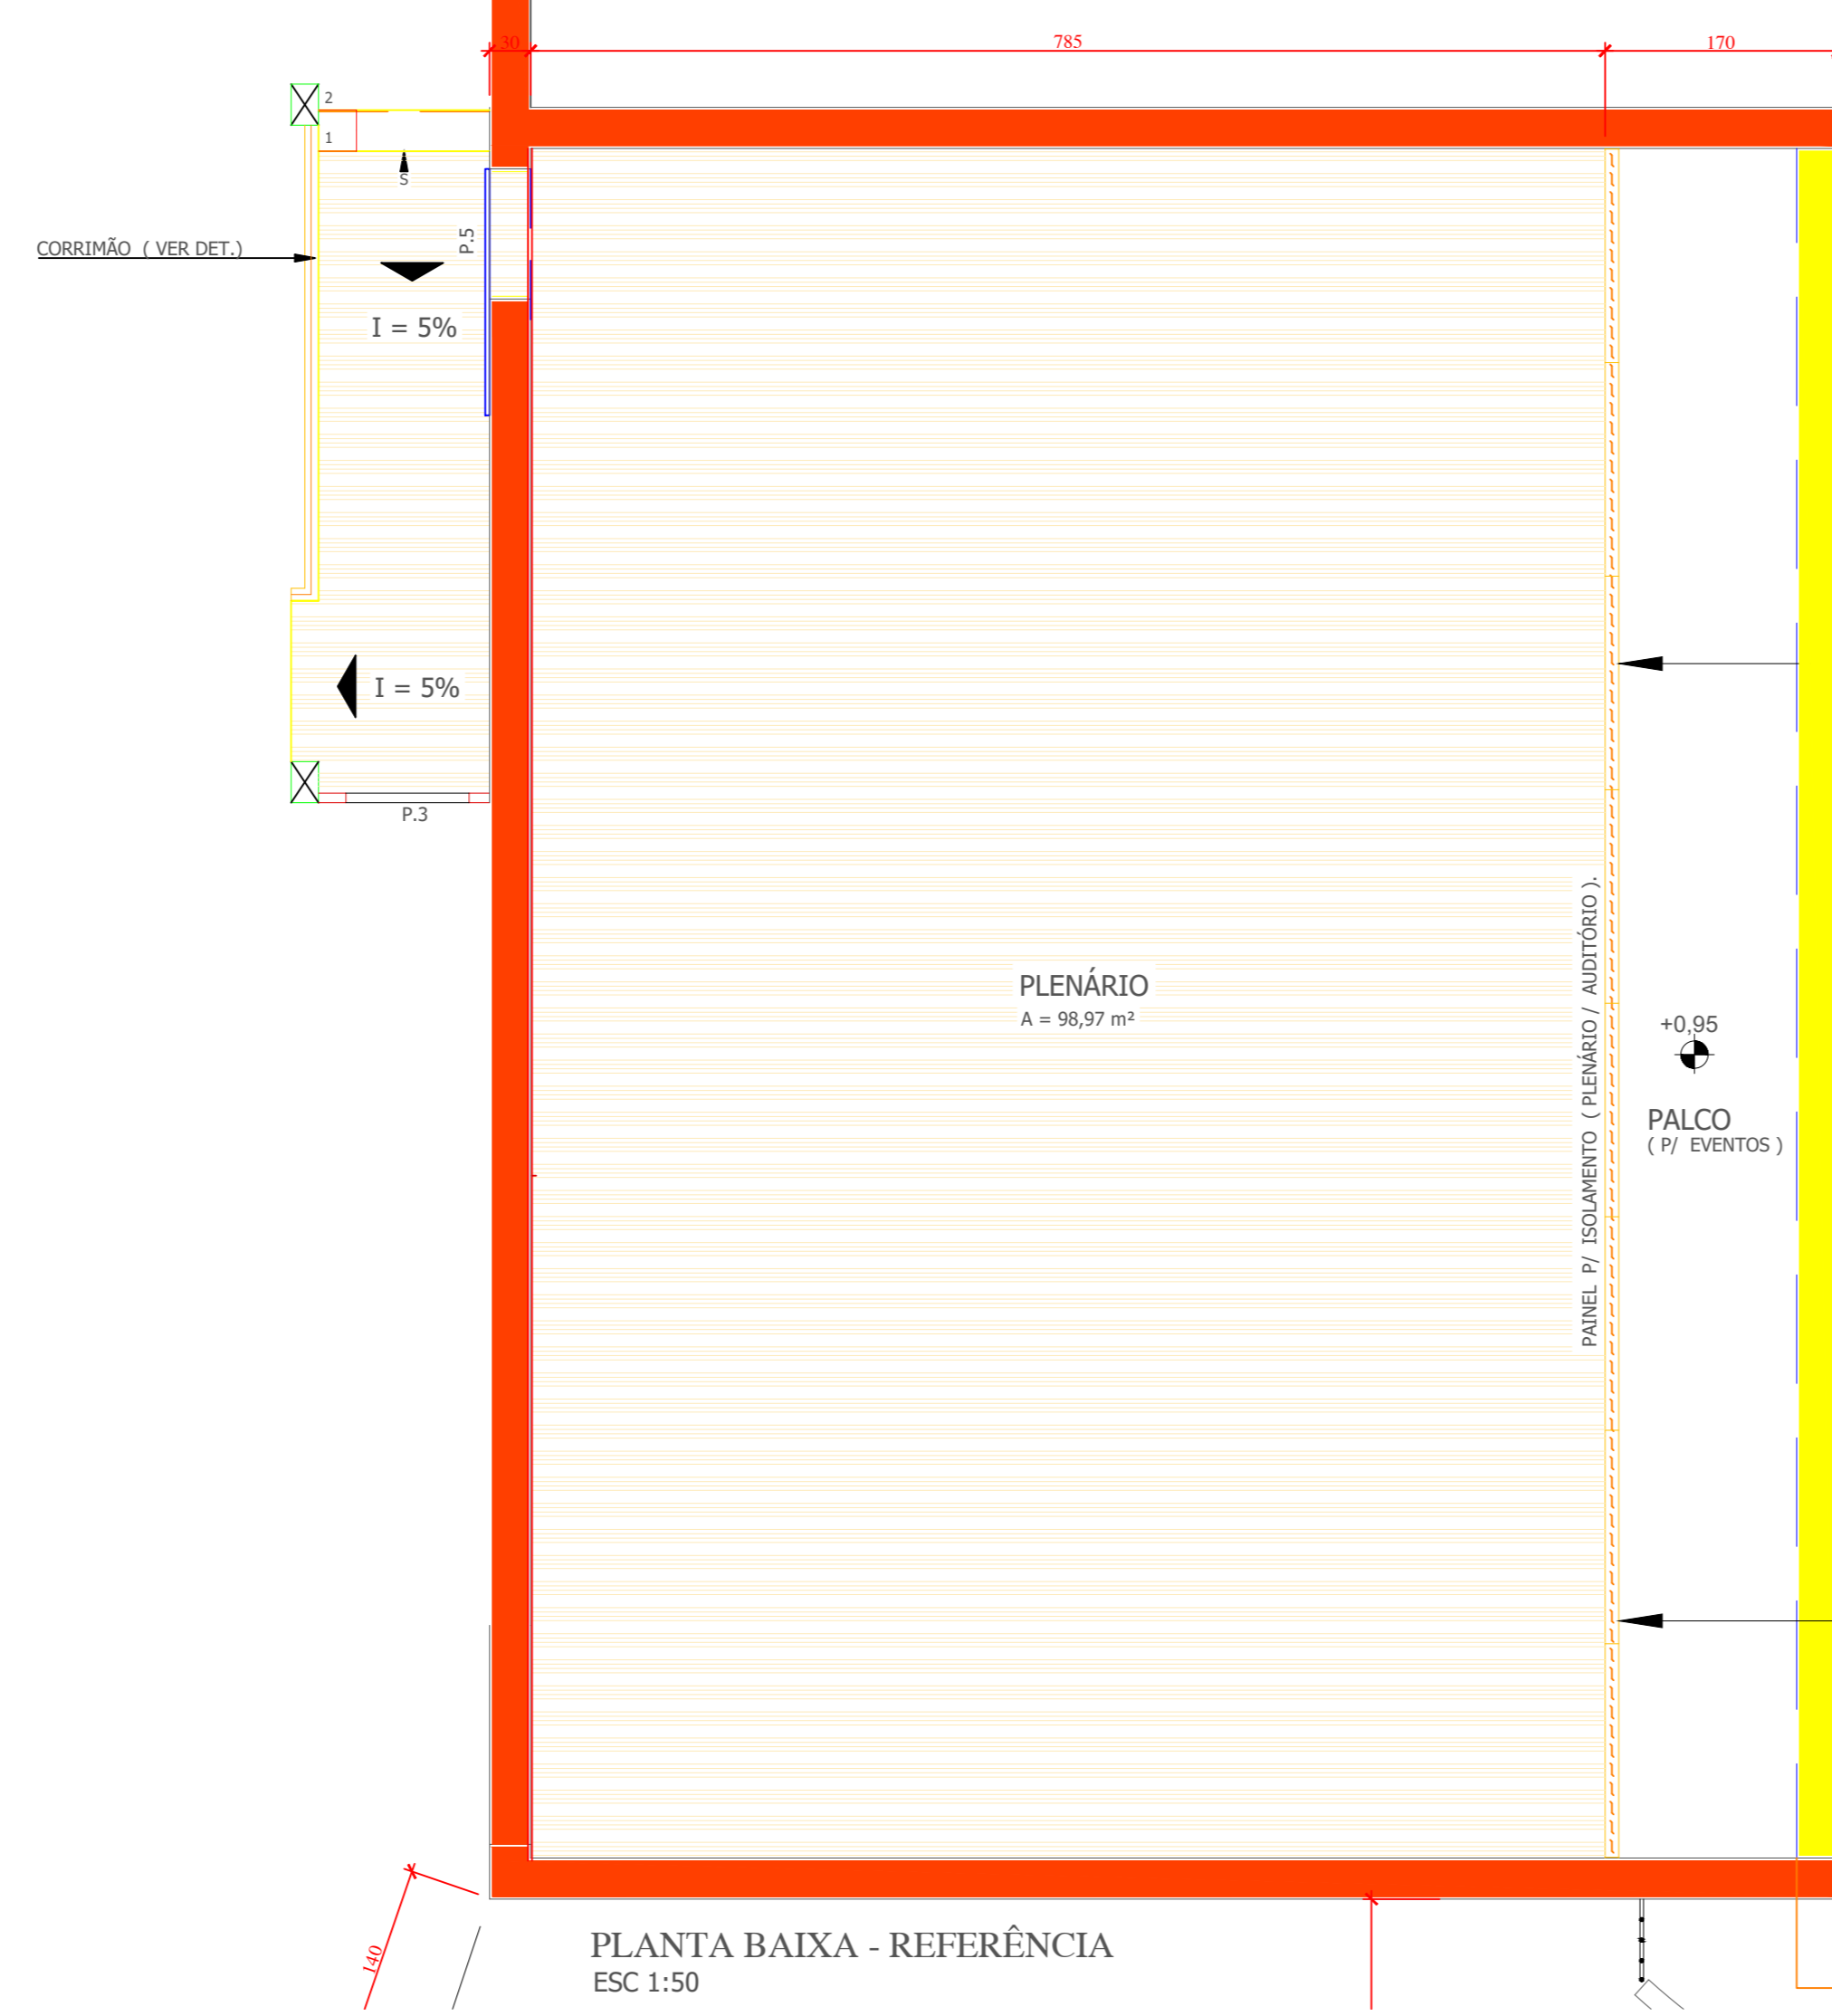 30
785
170
2
1
S
P.5
CORRIMÃO ( VER DET.)
I = 5%
I = 5%
P.3
PLENÁRIO
A = 98,97 m²
PAINEL P/ ISOLAMENTO ( PLENÁRIO / AUDITÓRIO ).
+0,95
PALCO
( P/ EVENTOS )
140
PLANTA BAIXA - REFERÊNCIA
ESC 1:50